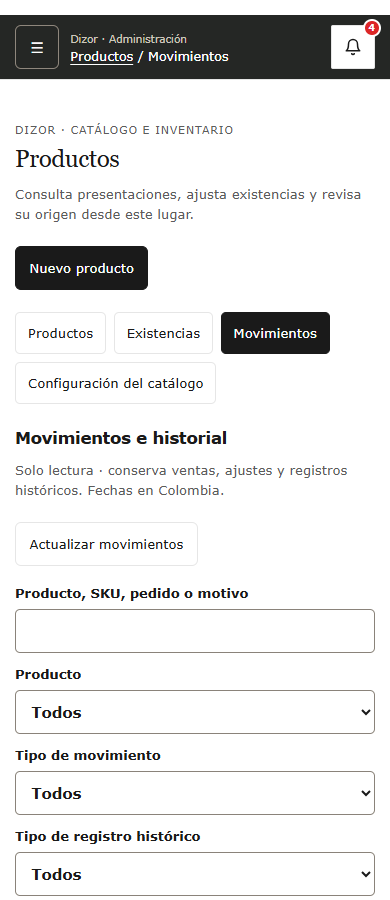 ☰
Dizor · Administración
Productos / Movimientos
4
DIZOR · CATÁLOGO E INVENTARIO
Productos
Consulta presentaciones, ajusta existencias y revisa
su origen desde este lugar.
Nuevo producto
Productos
Existencias
Movimientos
Configuración del catálogo
Movimientos e historial
Solo lectura · conserva ventas, ajustes y registros
históricos. Fechas en Colombia.
Actualizar movimientos
Producto, SKU, pedido o motivo
Producto
Todos
Tipo de movimiento
Todos
Tipo de registro histórico
Todos